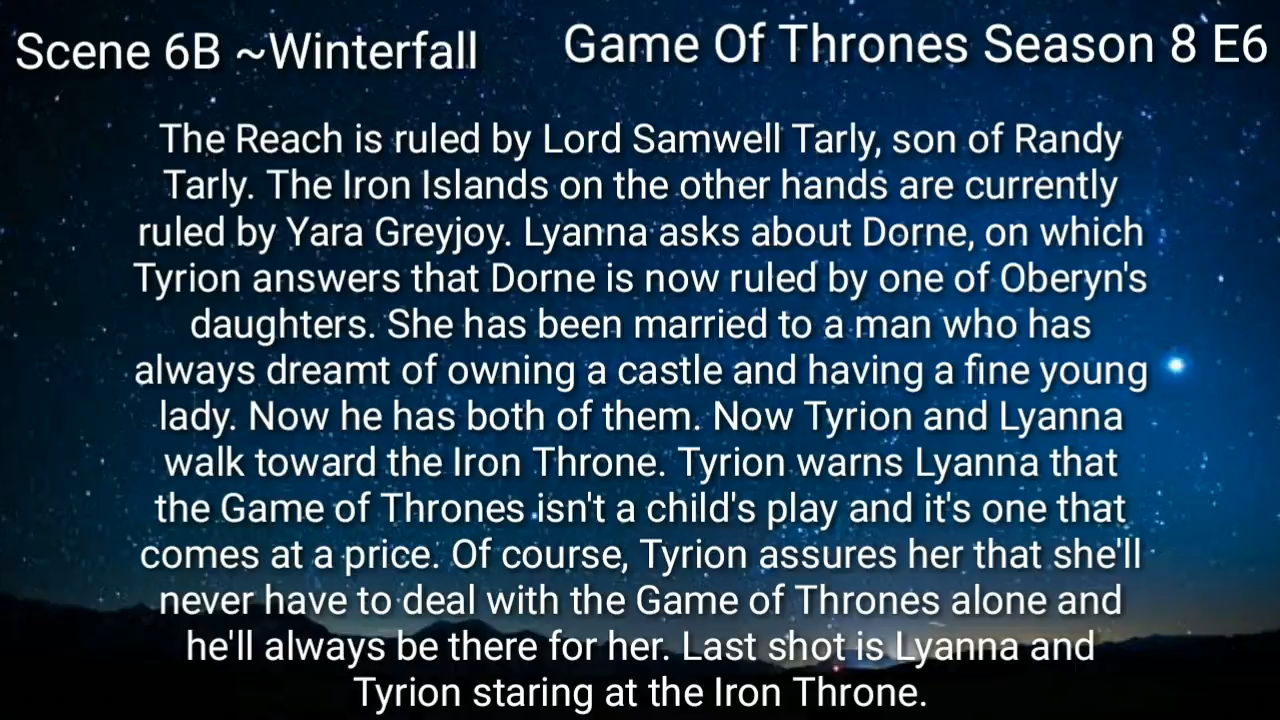 Scene 6B ~Winterfall
Game Of Thrones Season 8 E6
The Reach is ruled by Lord Samwell Tarly, son of Randy
Tarly. The Iron Islands on the other hands are currently
ruled by Yara Greyjoy. Lyanna asks about Dorne, on which
Tyrion answers that Dorne is now ruled by one of Oberyn's
daughters. She has been married to a man who has
always dreamt of owning a castle and having a fine young
lady. Now he has both of them. Now Tyrion and Lyanna
walk toward the Iron Throne. Tyrion warns Lyanna that
the Game of Thrones isn't a child's play and it's one that
comes at a price. Of course, Tyrion assures her that she'll
never have to deal with the Game of Thrones alone and
he'll always be there for her. Last shot is Lyanna and
Tyrion staring at the Iron Throne.